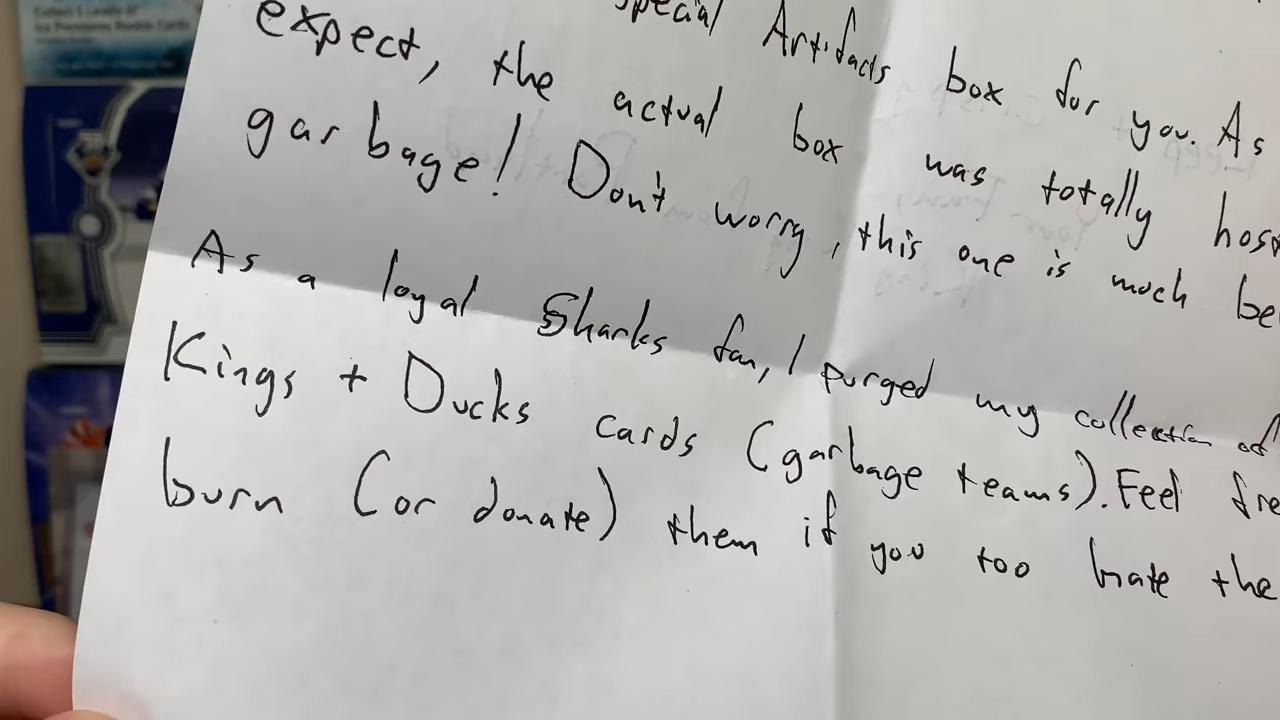 special Artifacts box for you. As
expect, the actual box was totally
garbage! Don't worry, this one is much
As a loyal Sharks fan, I purged my collection of
Kings + Ducks cards (garbage teams). Feel
burn (or donate) them if you too hate